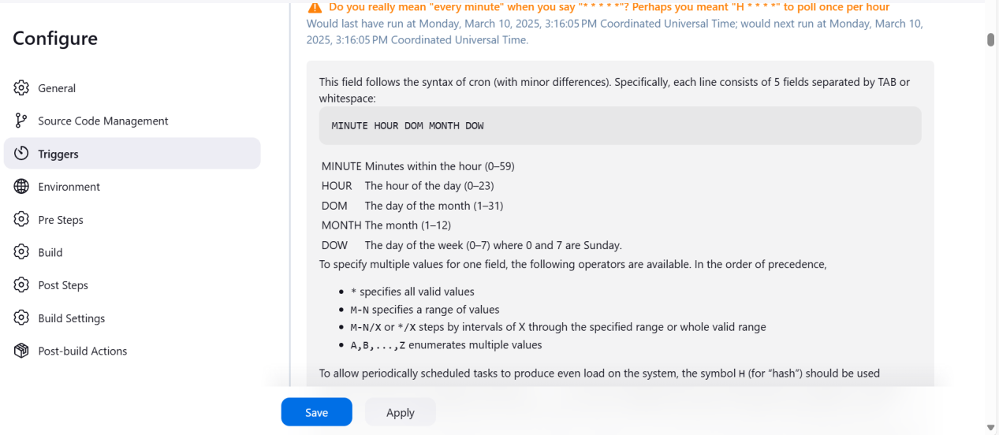 Do you really mean "every minute" when you say "* * * * *"? Perhaps you meant "H * * * *" to poll once per hour
Would last have run at Monday, March 10, 2025, 3:16:05 PM Coordinated Universal Time; would next run at Monday, March 10,
2025, 3:16:05 PM Coordinated Universal Time.
Configure
General
Source Code Management
Triggers
Environment
Pre Steps
Build
Post Steps
Build Settings
Post-build Actions
This field follows the syntax of cron (with minor differences). Specifically, each line consists of 5 fields separated by TAB or
whitespace:
MINUTE HOUR DOM MONTH DOW
MINUTE Minutes within the hour (0–59)
HOUR The hour of the day (0–23)
DOM The day of the month (1–31)
MONTH The month (1–12)
DOW The day of the week (0–7) where 0 and 7 are Sunday.
To specify multiple values for one field, the following operators are available. In the order of precedence,
• * specifies all valid values
• M-N specifies a range of values
• M-N/X or */X steps by intervals of X through the specified range or whole valid range
• A,B,...,Z enumerates multiple values
To allow periodically scheduled tasks to produce even load on the system, the symbol H (for “hash”) should be used
Save
Apply